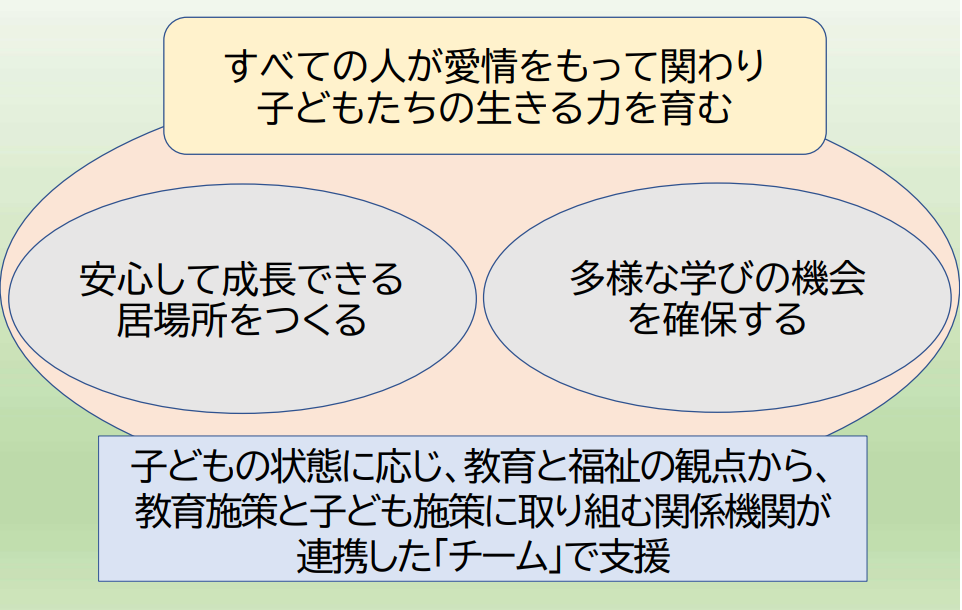 すべての人が愛情をもって関わり
子どもたちの生きる力を育む
安心して成長できる
居場所をつくる
多様な学びの機会
を確保する
子どもの状態に応じ、教育と福祉の観点から、
教育施策と子ども施策に取り組む関係機関が
連携した「チーム」で支援